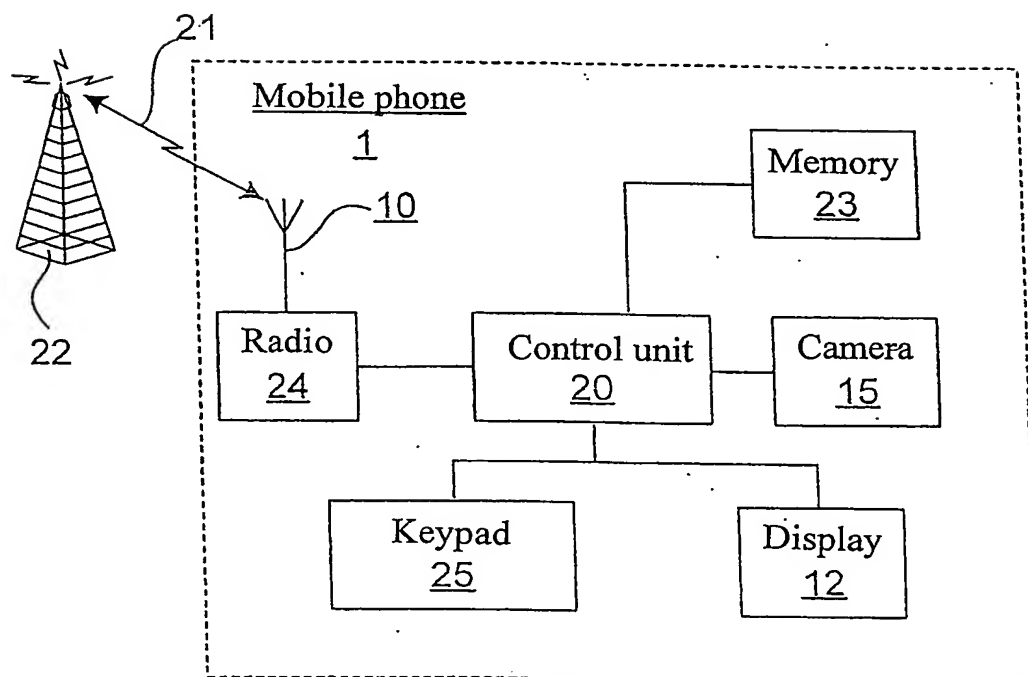 21
Mobile phone
1
Memory
23
10
22
Radio
24
Control unit
20
Camera
15
Keypad
25
Display
12